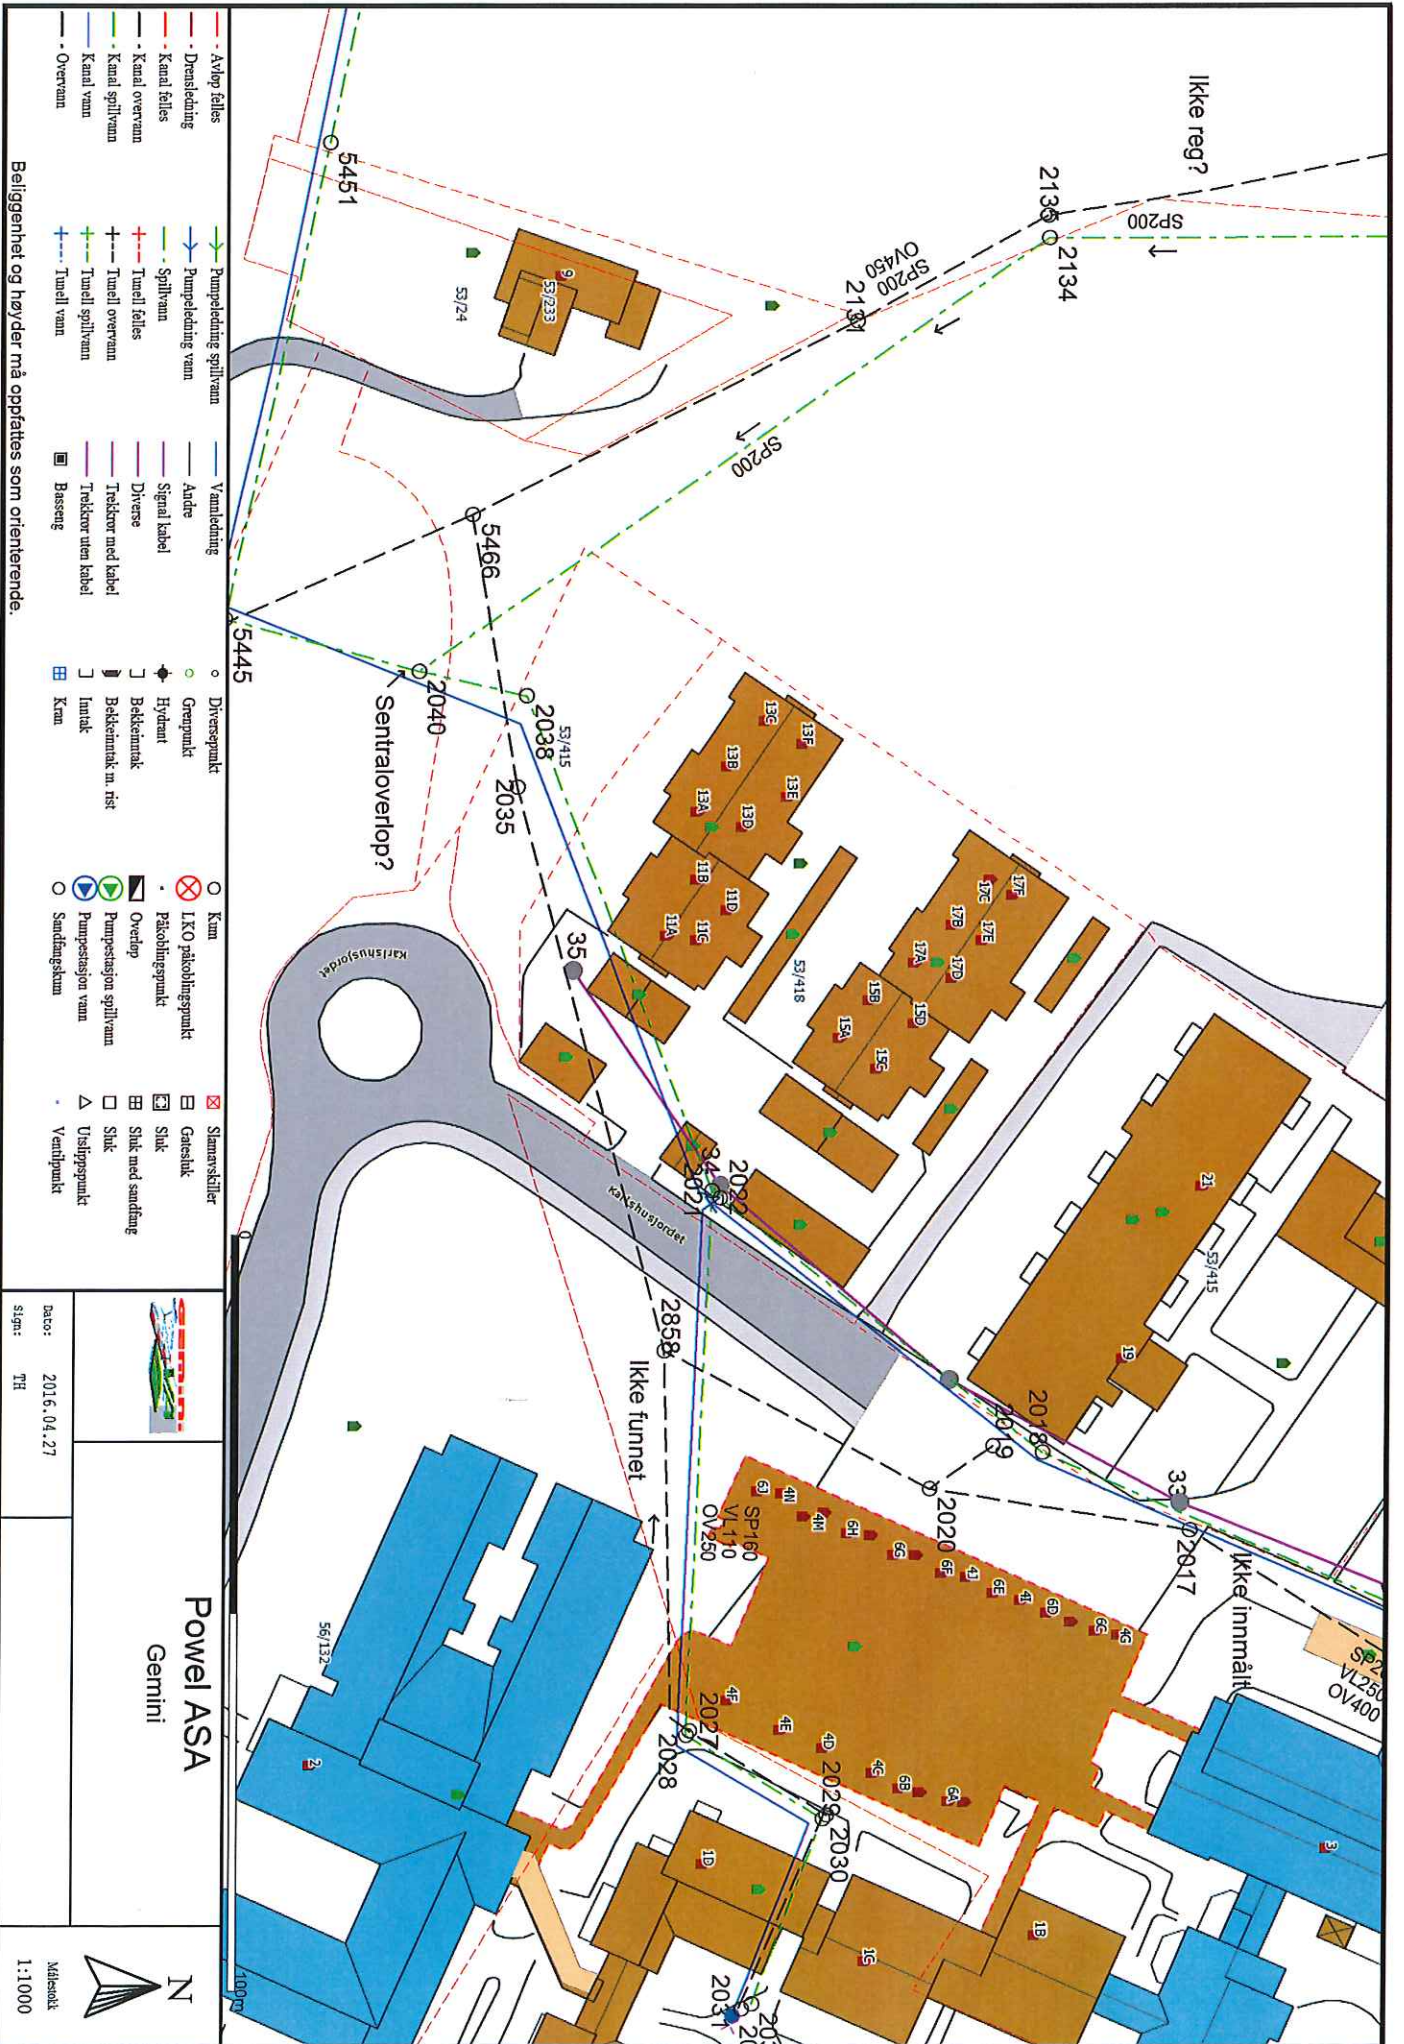 Ikke reg?
2135
2134
SP200
SP200
OV450
2131
SP200
5451
9
53/233
53/24
5466
5445
2040
2038
53/415
2035
Sentraloverlop?
13F
13C
13B
13E
13A
13D
11B
11D
11A
11C
17F
17C
17B
17E
17A
17D
15B
15D
15A
15C
53/418
35
Karlshusjordet
Karlshusjordet
34
2022
2021
21
53/415
19
2858
Ikke funnet
2018
2019
2020
33
2017
Ikke innmålt
SP160
VL110
OV250
VL250
OV400
6J
4N
4M
6H
6G
6F
4J
6E
4I
6D
6C
4G
4F
4E
4D
4C
6B
6A
2027
2028
2029
2030
56/132
2
3
1D
1C
1B
2031
0
100m
Avløp felles
Drensledning
Kanal felles
Kanal overvann
Kanal spillvann
Kanal vann
Overvann
Pumpeledning spillvann
Pumpeledning vann
Spillvann
Tunell felles
Tunell overvann
Tunell spillvann
Tunell vann
Vannledning
Andre
Signal kabel
Diverse
Trekkrør med kabel
Trekkrør uten kabel
Basseng
Diversepunkt
Grenpunkt
Hydrant
Bekkeinntak
Bekkeinntak m. rist
Inntak
Kran
Kum
LKO påkoblingspunkt
Påkoblingspunkt
Overløp
Pumpestasjon spillvann
Pumpestasjon vann
Sandfangskum
Slamavskiller
Gatesluk
Sluk
Sluk med sandfang
Sluk
Utslippspunkt
Ventilpunkt
Beliggenhet og høyder må oppfattes som orienterende.
Dato: 2016.04.27
Sign: TH
Powel ASA
Gemini
N
Målestokk
1:1000